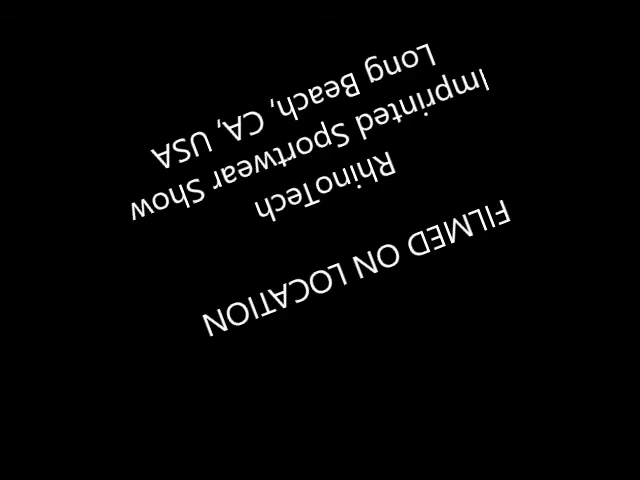 FILMED ON LOCATION
RhinoTech
Imprinted Sportwear Show
Long Beach, CA, USA